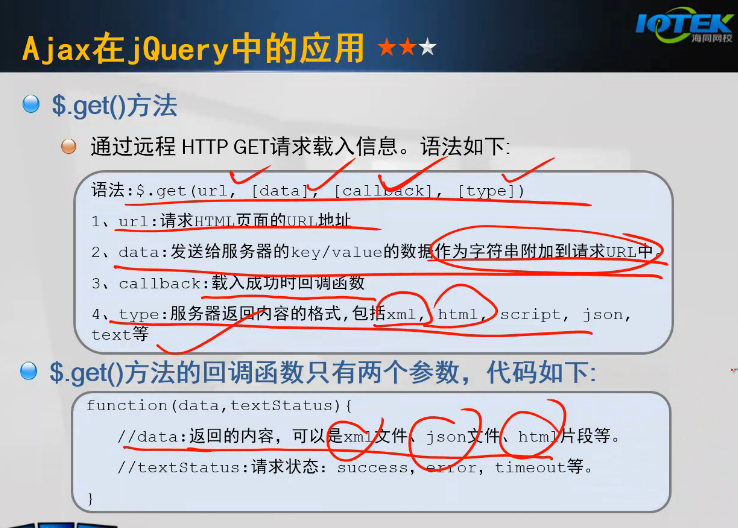 IOTEK
海同网校
Ajax在jQuery中的应用
$.get()方法
通过远程 HTTP GET请求载入信息。语法如下:
语法:$.get(url, [data], [callback], [type])
1、url:请求HTML页面的URL地址
2、data:发送给服务器的key/value的数据作为字符串附加到请求URL中。
3、callback:载入成功时回调函数
4、type:服务器返回内容的格式,包括xml, html, script, json,
text等
$.get()方法的回调函数只有两个参数，代码如下:
function(data,textStatus){
//data:返回的内容，可以是xml文件、json文件、html片段等。
//textStatus:请求状态：success，error，timeout等。
}